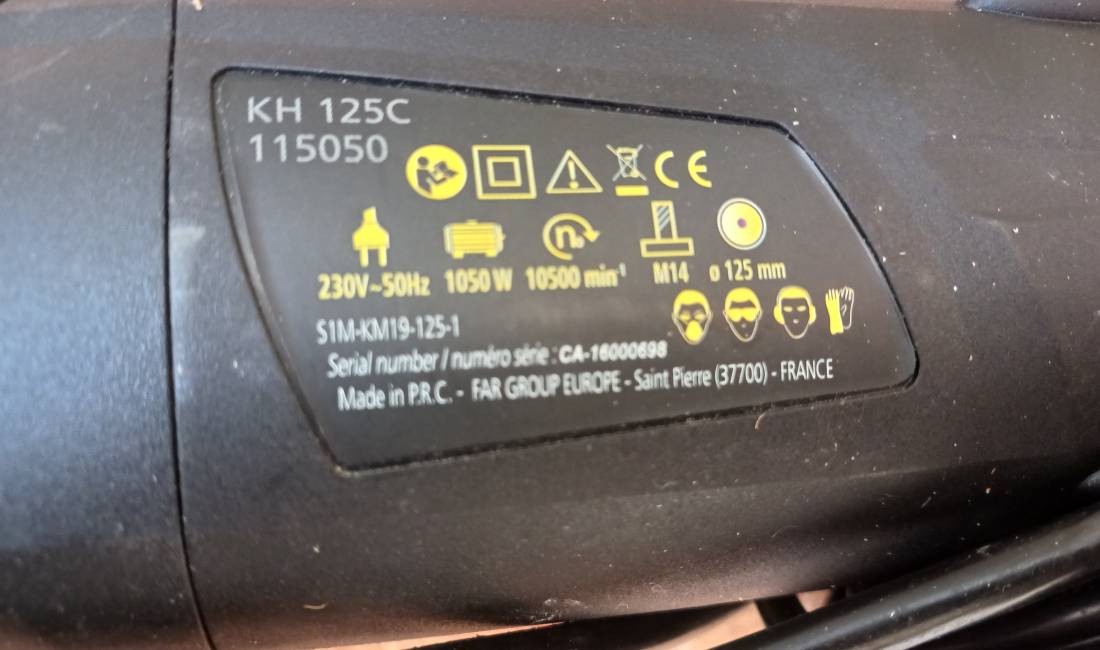 KH 125C
115050
CE
n₀
230V~50Hz 1050 W 10500 min⁻¹ M14 ø 125 mm
S1M-KM19-125-1
Serial number / numéro série : CA-16000698
Made in P.R.C. - FAR GROUP EUROPE - Saint Pierre (37700) - FRANCE